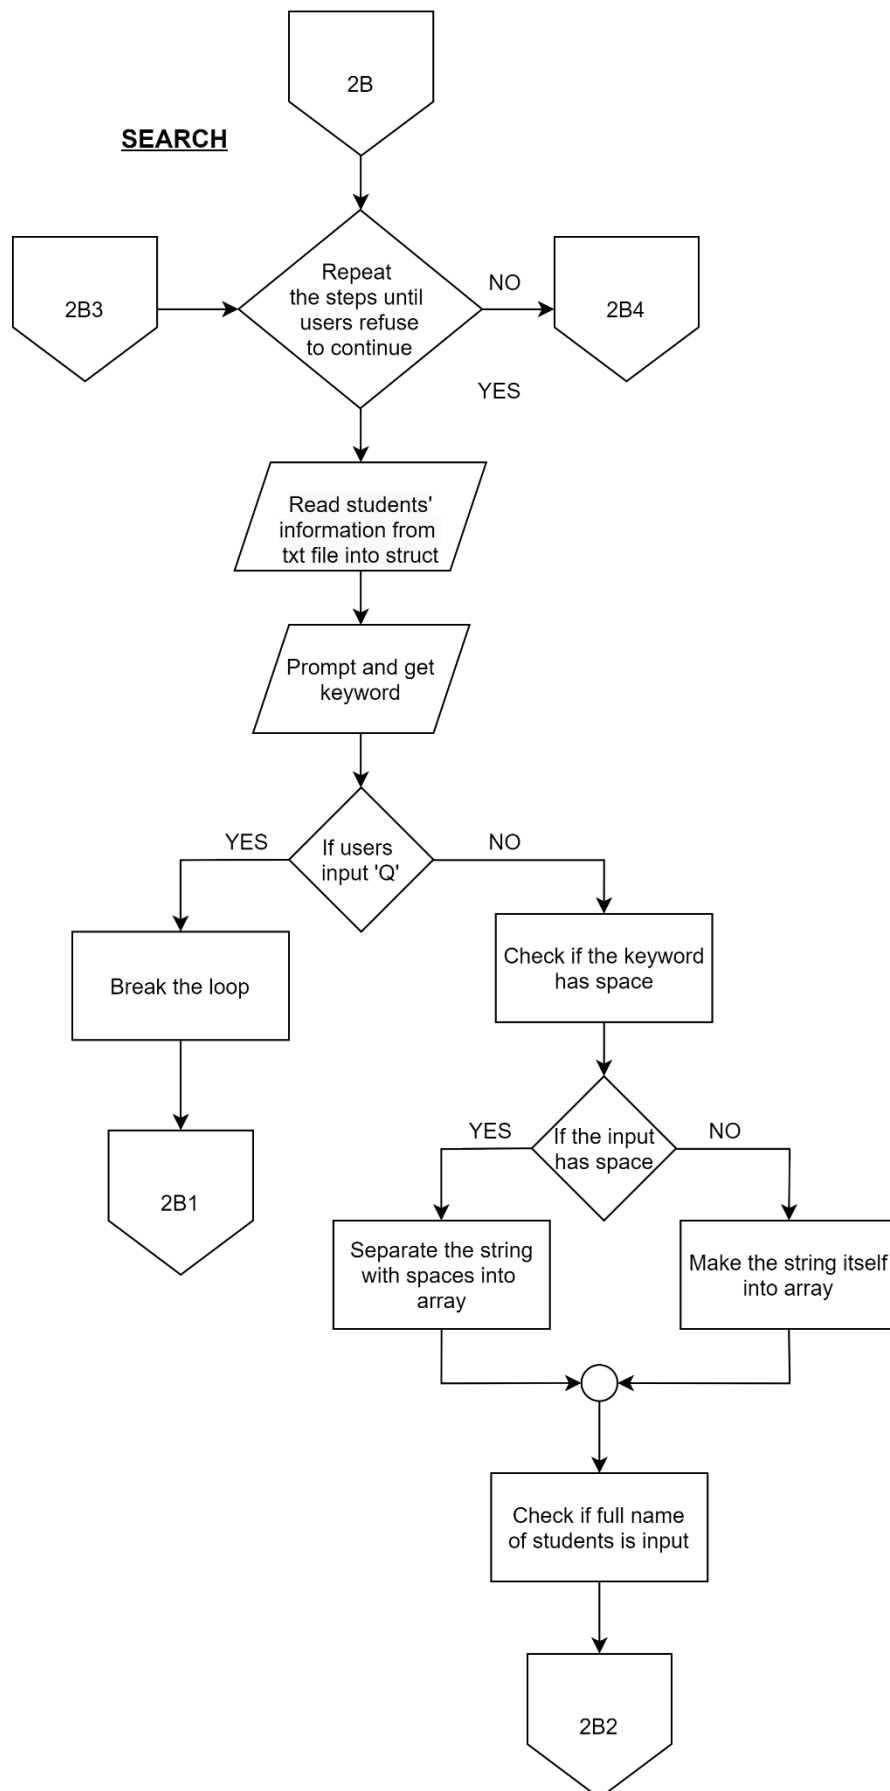 2B
SEARCH
2B3
Repeat
the steps until
users refuse
to continue
NO
2B4
YES
Read students'
information from
txt file into struct
Prompt and get
keyword
YES
If users
input 'Q'
NO
Break the loop
Check if the keyword
has space
2B1
YES
If the input
has space
NO
Separate the string
with spaces into
array
Make the string itself
into array
Check if full name
of students is input
2B2